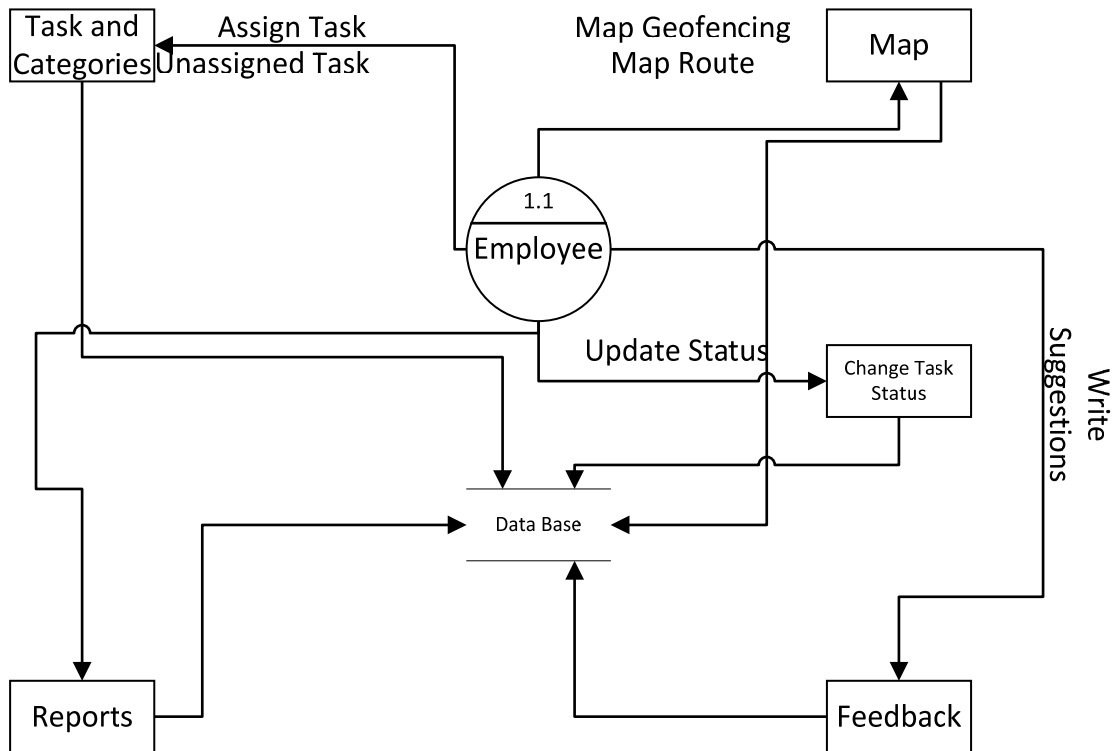 Task and
Categories
Assign Task
Unassigned Task
Map Geofencing
Map Route
Map
1.1
Employee
Update Status
Change Task
Status
Write
Suggestions
Data Base
Reports
Feedback